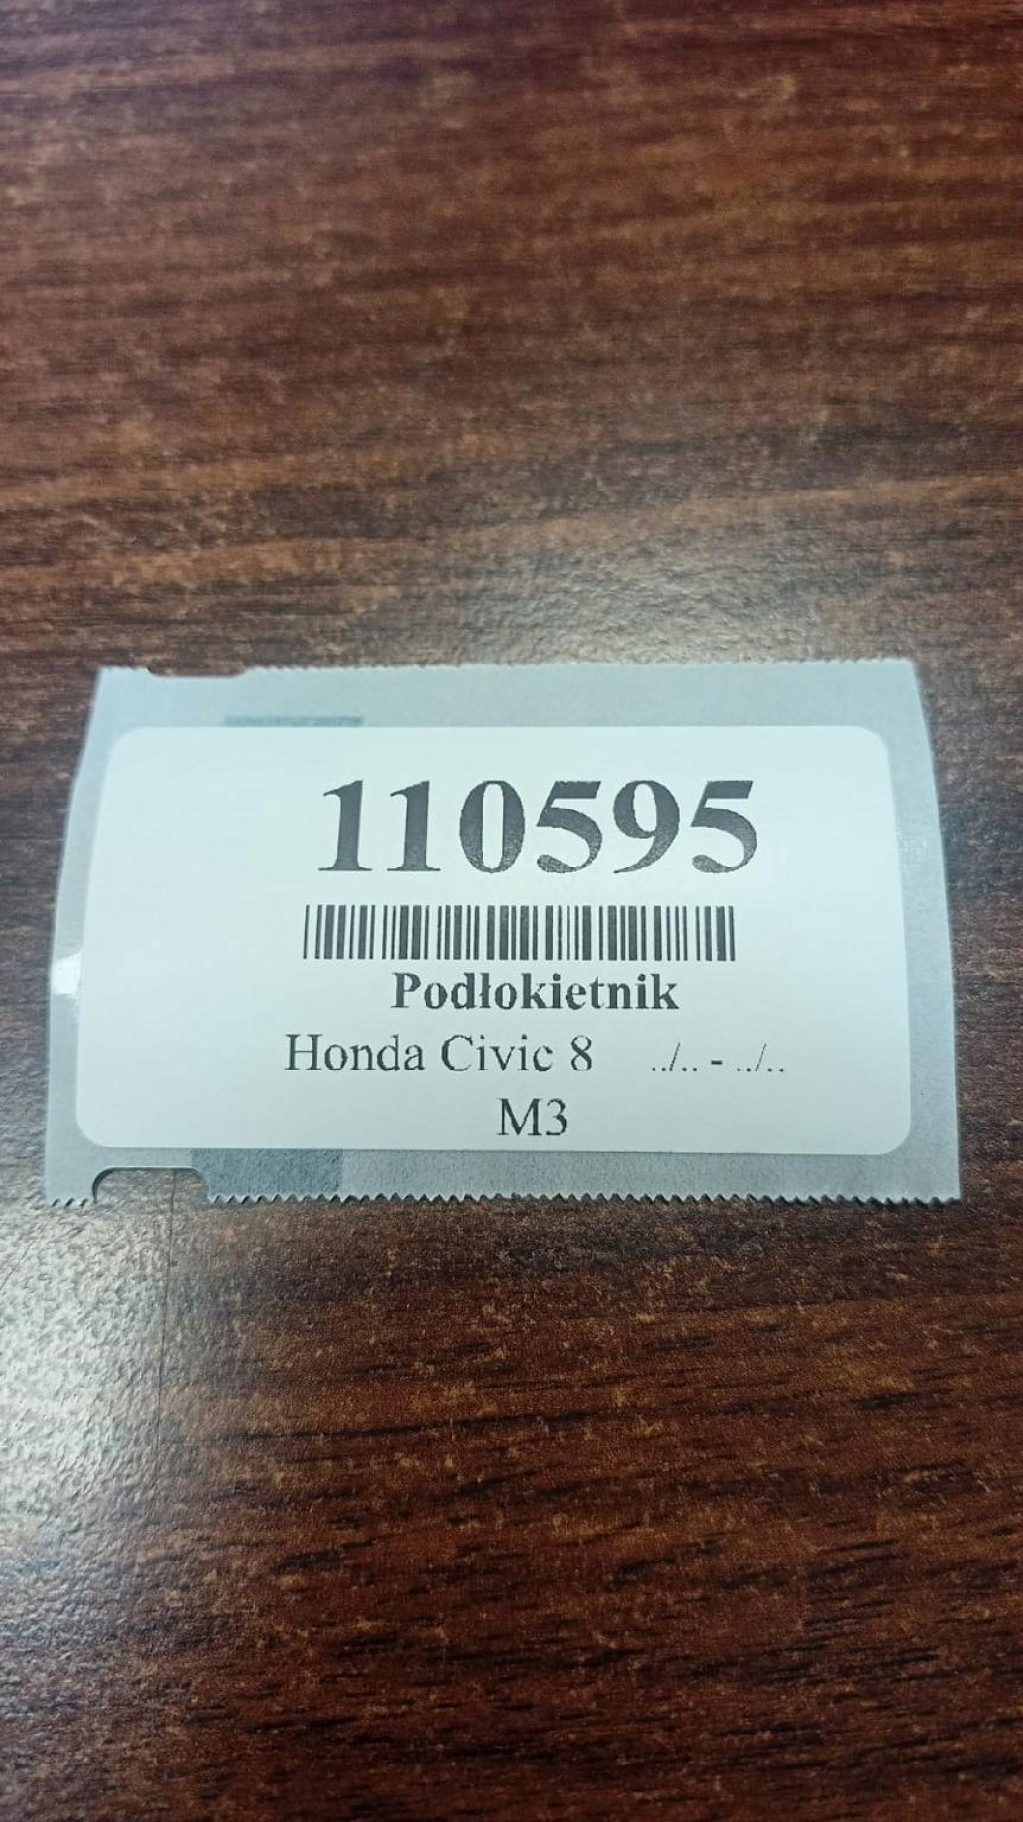 110595
Podłokietnik
Honda Civic 8 ../.. - ../..
M3